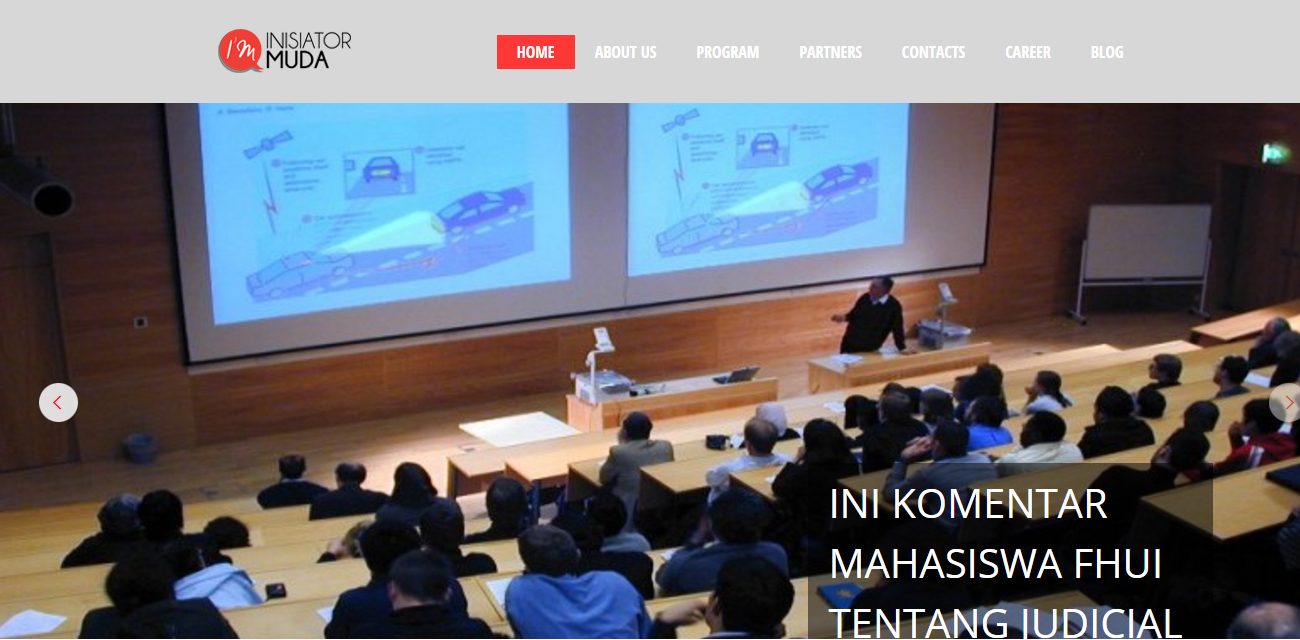 I'M INISIATOR
MUDA
HOME ABOUT US PROGRAM PARTNERS CONTACTS CAREER BLOG
INI KOMENTAR
MAHASISWA FHUI
TENTANG JUDICIAL